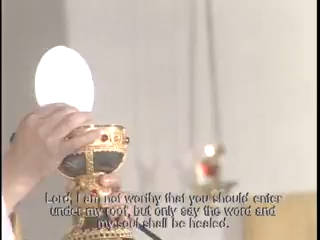 Lord, I am not worthy that you should enter
under my roof, but only say the word and
my soul shall be healed.